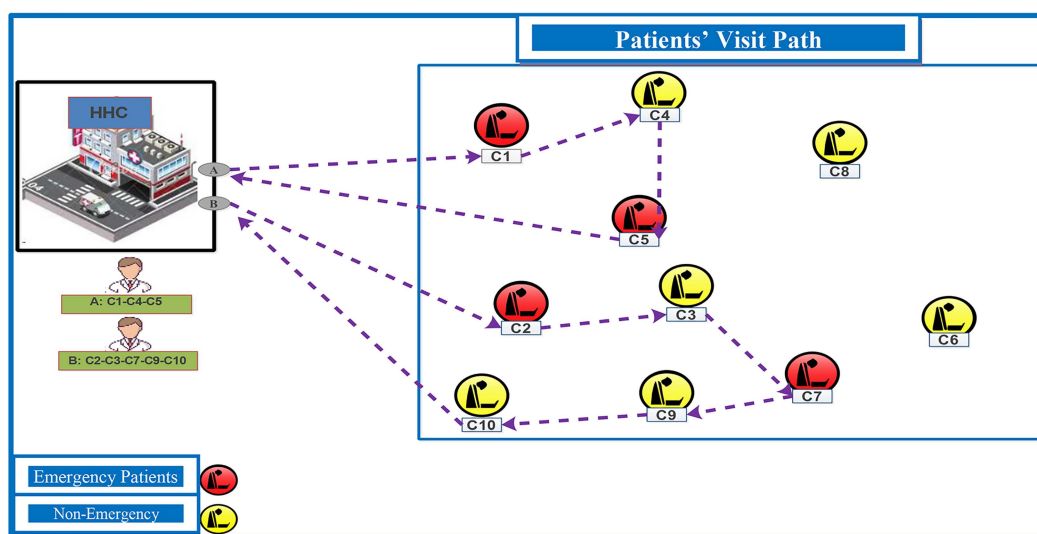 Patients’ Visit Path
HHC
04
A
B
C1
C4
C8
C5
A: C1-C4-C5
B: C2-C3-C7-C9-C10
C2
C3
C6
C7
C9
C10
Emergency Patients
Non-Emergency